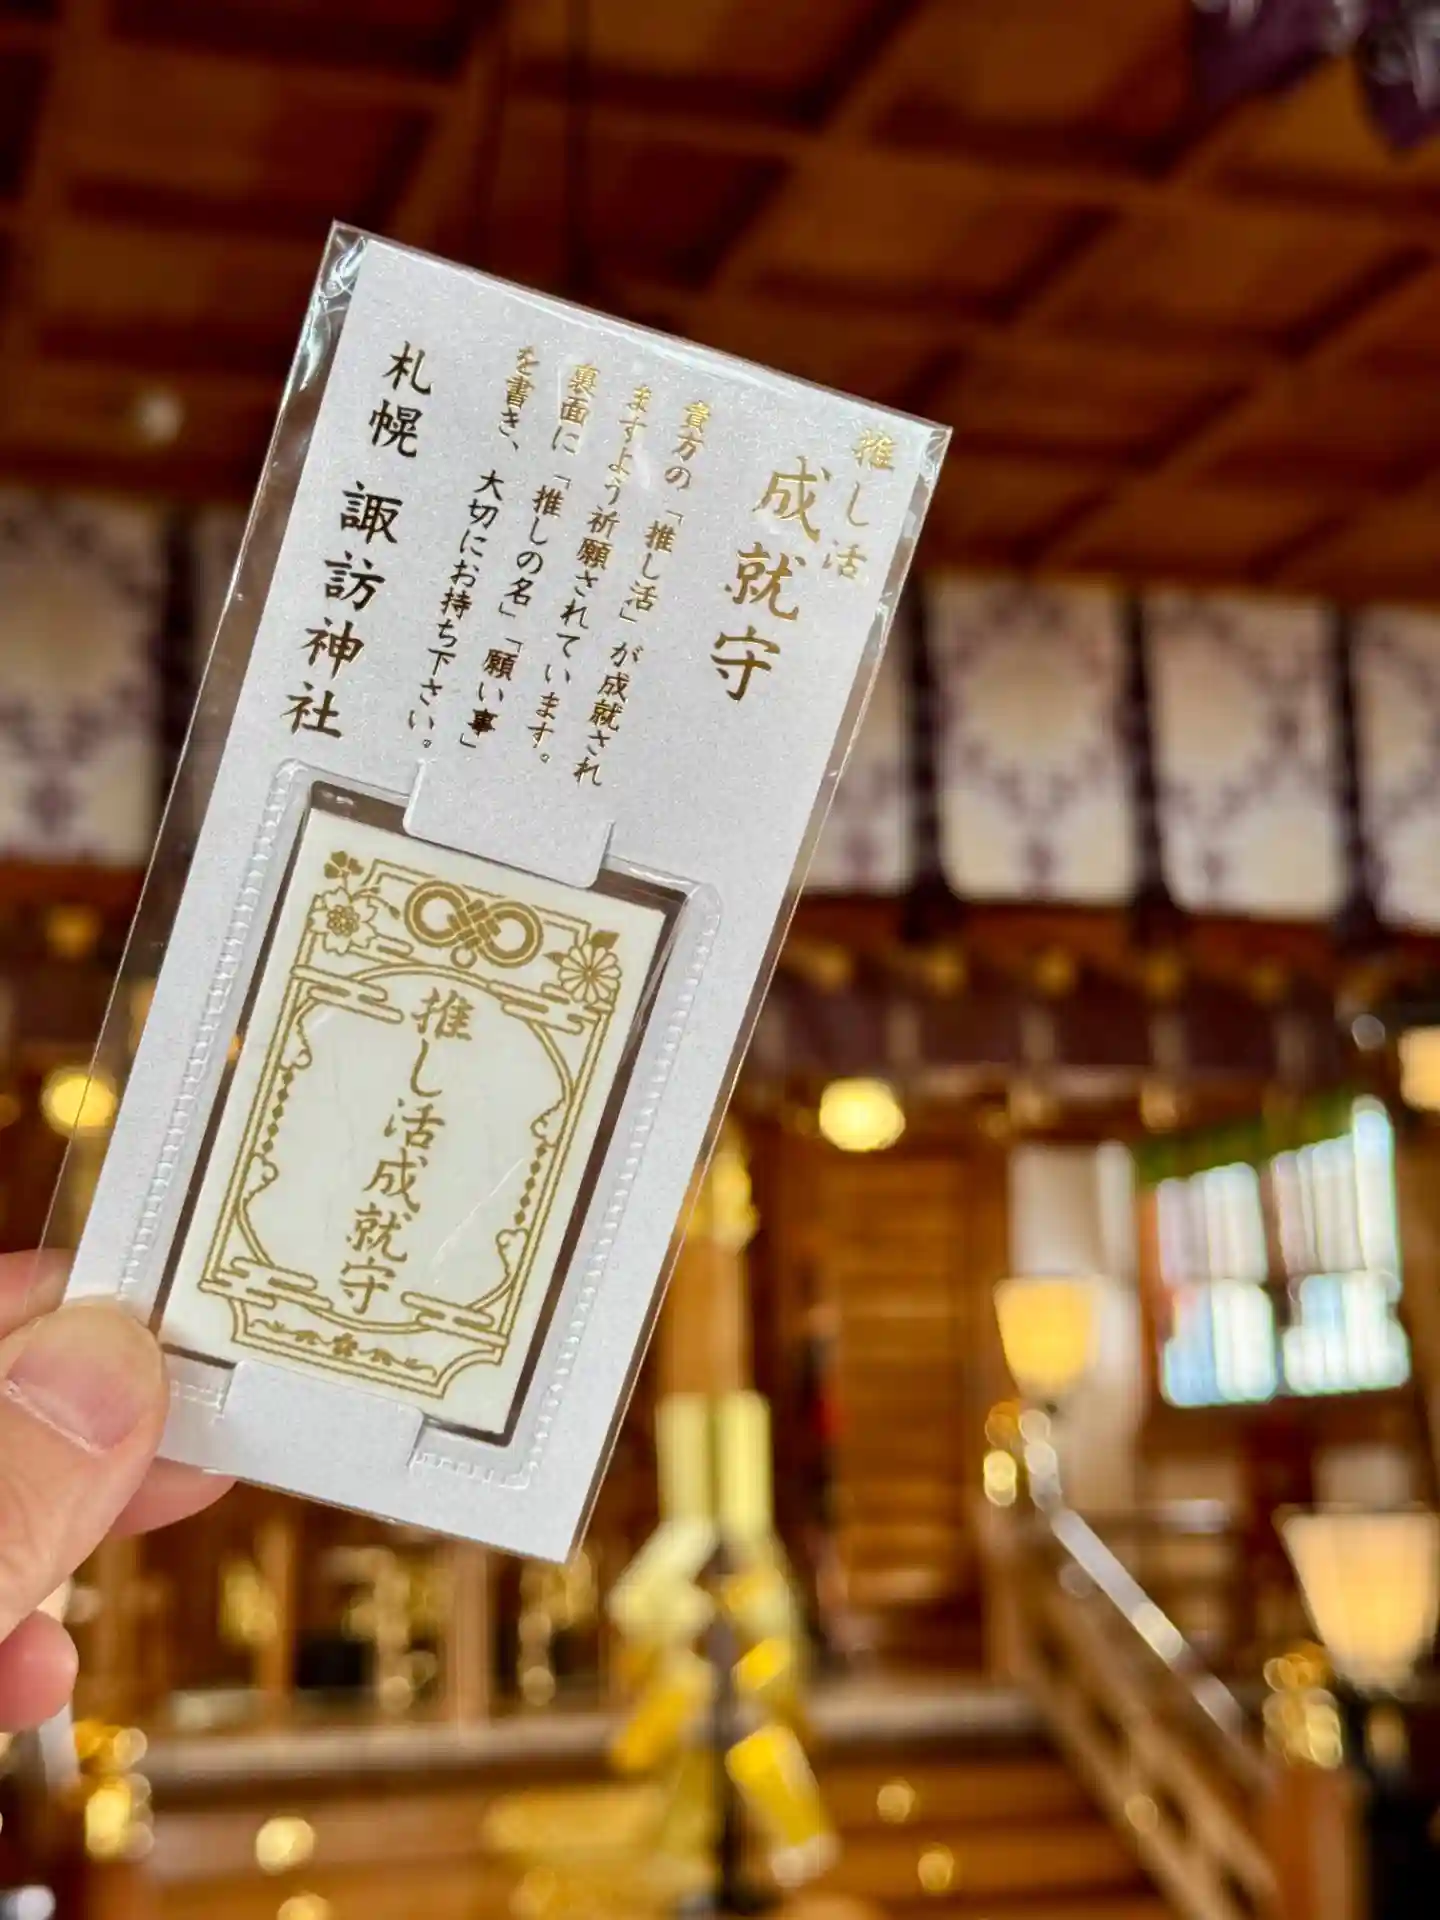 推し活
成就守
貴方の「推し活」が成就され
ますよう祈願されています。
裏面に「推しの名」「願い事」
を書き、大切にお持ち下さい。
札幌 諏訪神社
推し活成就守